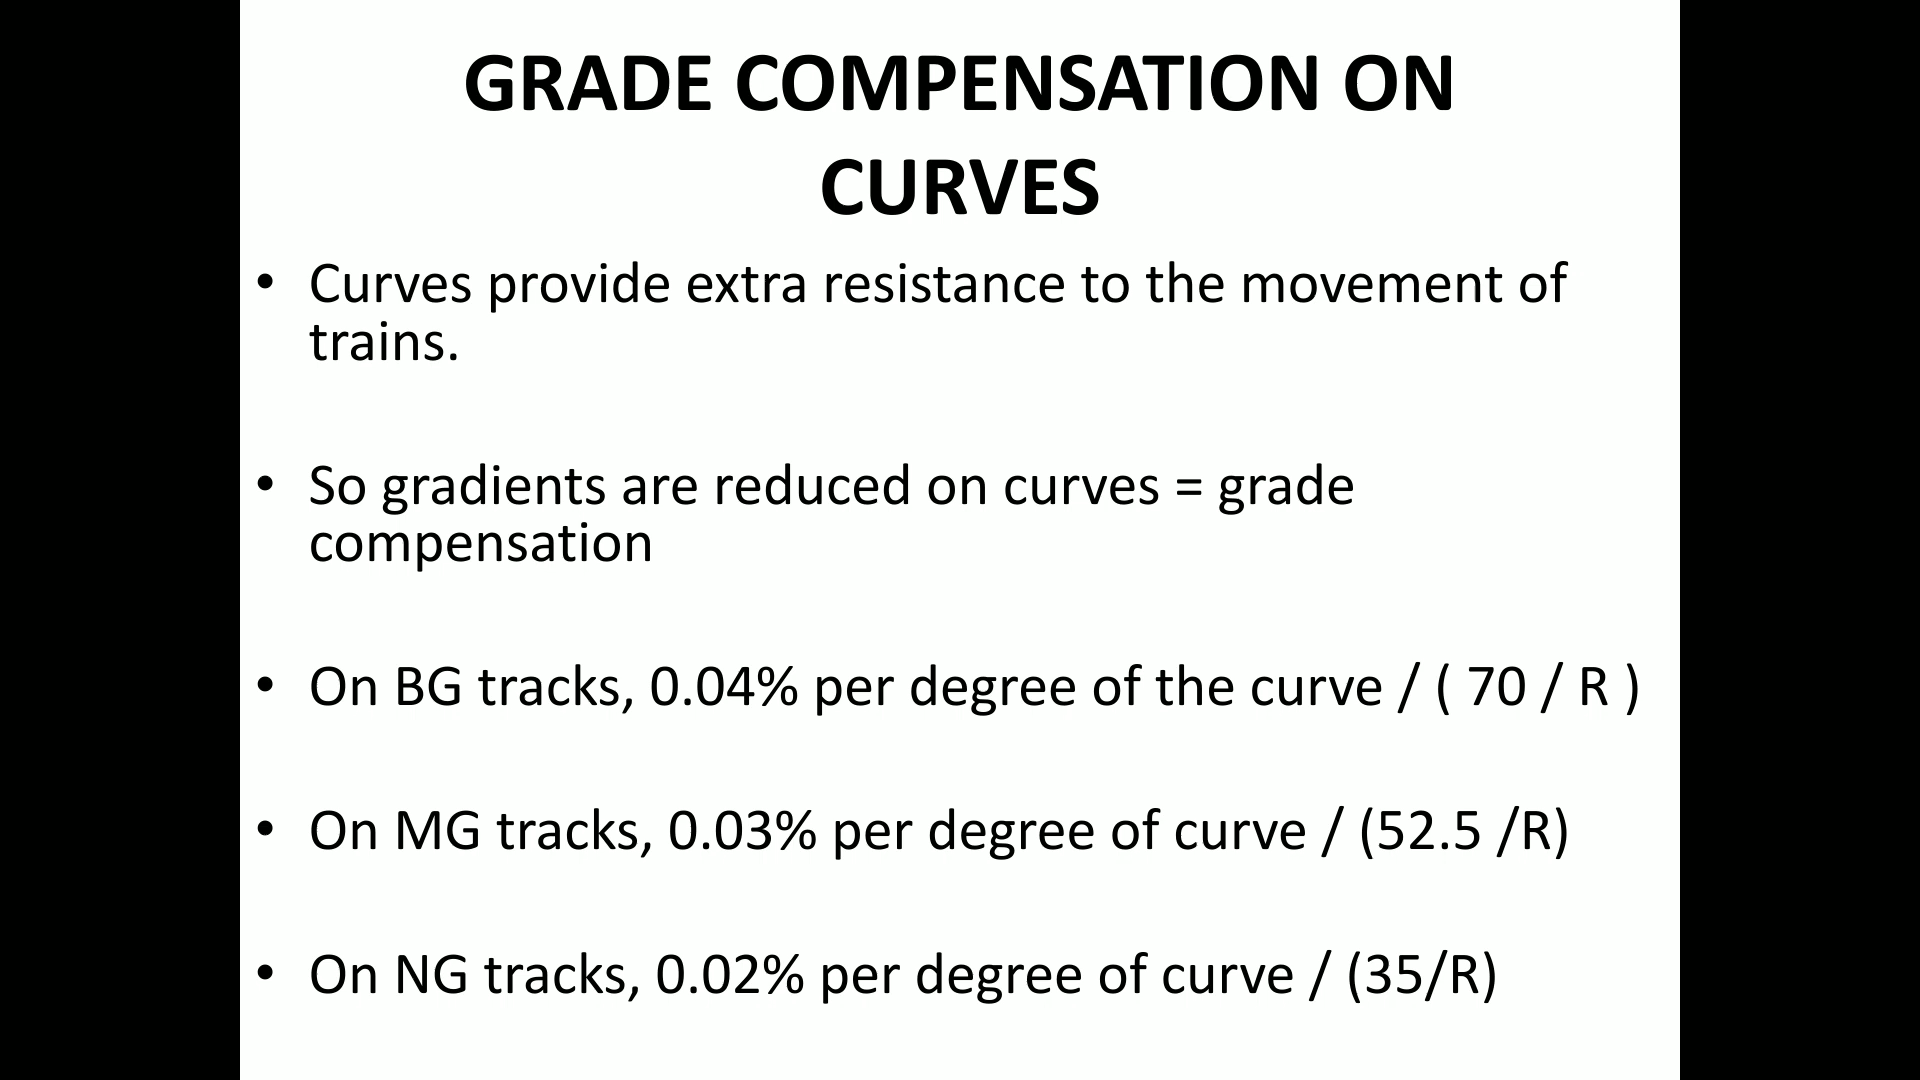 GRADE COMPENSATION ON
CURVES
• Curves provide extra resistance to the movement of
trains.
• So gradients are reduced on curves = grade
compensation
• On BG tracks, 0.04% per degree of the curve / ( 70 / R )
• On MG tracks, 0.03% per degree of curve / (52.5 /R)
• On NG tracks, 0.02% per degree of curve / (35/R)